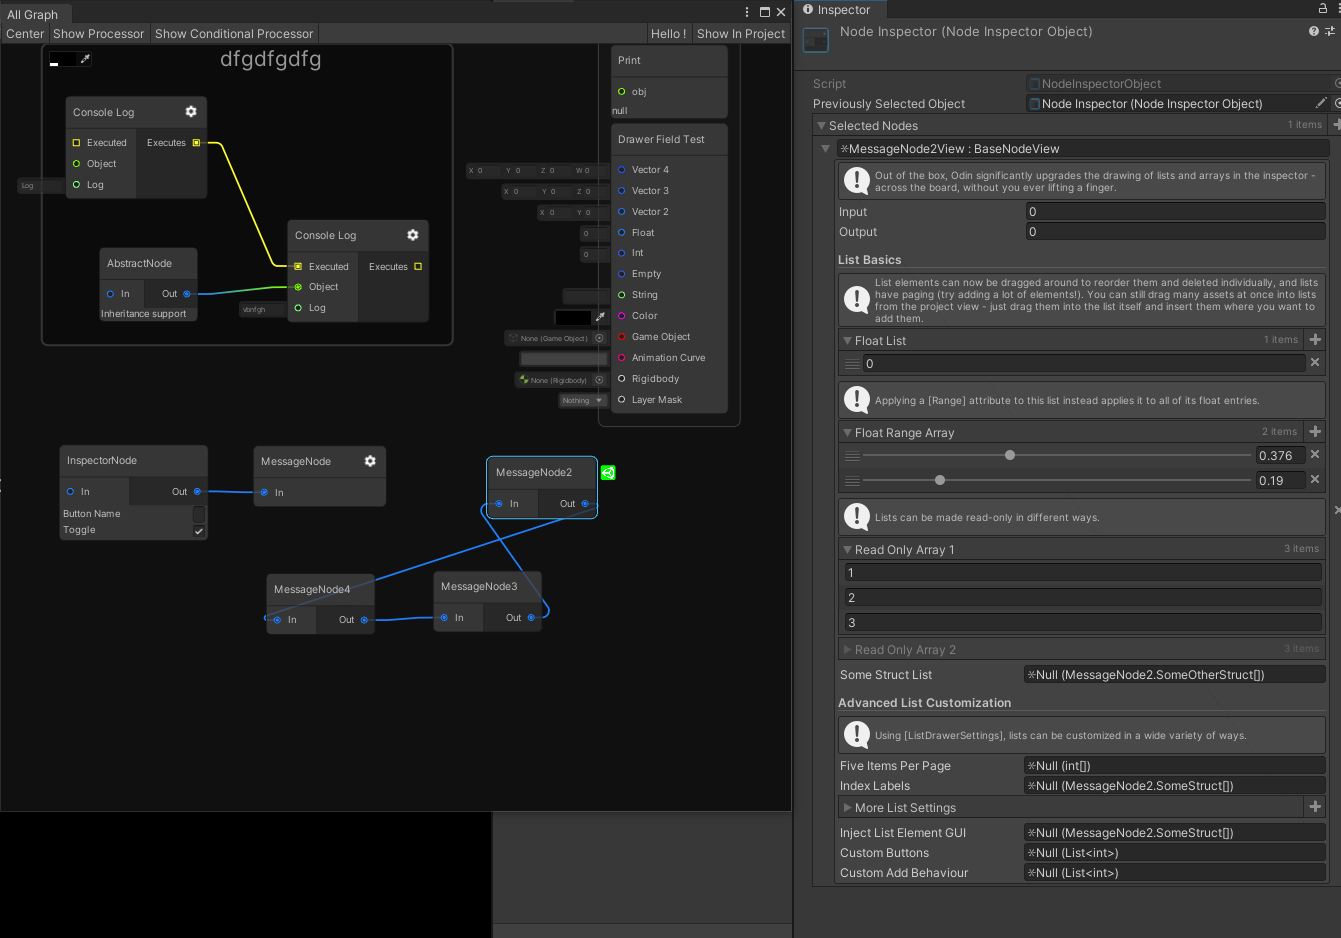 All Graph
Center
Show Processor
Show Conditional Processor
Hello !
Show In Project
dfgdfgdfg
Console Log
Executed
Executes
Object
Log
Log
Console Log
Executed
Executes
Object
vbnfgh
Log
AbstractNode
In
Out
Inheritance support
Print
obj
null
Drawer Field Test
X 0 Y 0 Z 0 W 0
Vector 4
X 0 Y 0 Z 0
Vector 3
X 0 Y 0
Vector 2
0
Float
0
Int
Empty
String
Color
None (Game Object)
Game Object
Animation Curve
None (Rigidbody)
Rigidbody
Nothing
Layer Mask
InspectorNode
In
Out
Button Name
Toggle
MessageNode
In
MessageNode2
In
Out
MessageNode4
In
Out
MessageNode3
In
Out
Inspector
Node Inspector (Node Inspector Object)
Script
NodeInspectorObject
Previously Selected Object
Node Inspector (Node Inspector Object)
Selected Nodes
1 items
※MessageNode2View : BaseNodeView
Out of the box, Odin significantly upgrades the drawing of lists and arrays in the inspector -
across the board, without you ever lifting a finger.
Input
0
Output
0
List Basics
List elements can now be dragged around to reorder them and deleted individually, and lists
have paging (try adding a lot of elements!). You can still drag many assets at once into lists
from the project view - just drag them into the list itself and insert them where you want to
add them.
Float List
1 items
0
Applying a [Range] attribute to this list instead applies it to all of its float entries.
Float Range Array
2 items
0.376
0.19
Lists can be made read-only in different ways.
Read Only Array 1
3 items
1
2
3
Read Only Array 2
3 items
Some Struct List
※Null (MessageNode2.SomeOtherStruct[])
Advanced List Customization
Using [ListDrawerSettings], lists can be customized in a wide variety of ways.
Five Items Per Page
※Null (int[])
Index Labels
※Null (MessageNode2.SomeStruct[])
More List Settings
Inject List Element GUI
※Null (MessageNode2.SomeStruct[])
Custom Buttons
※Null (List<int>)
Custom Add Behaviour
※Null (List<int>)